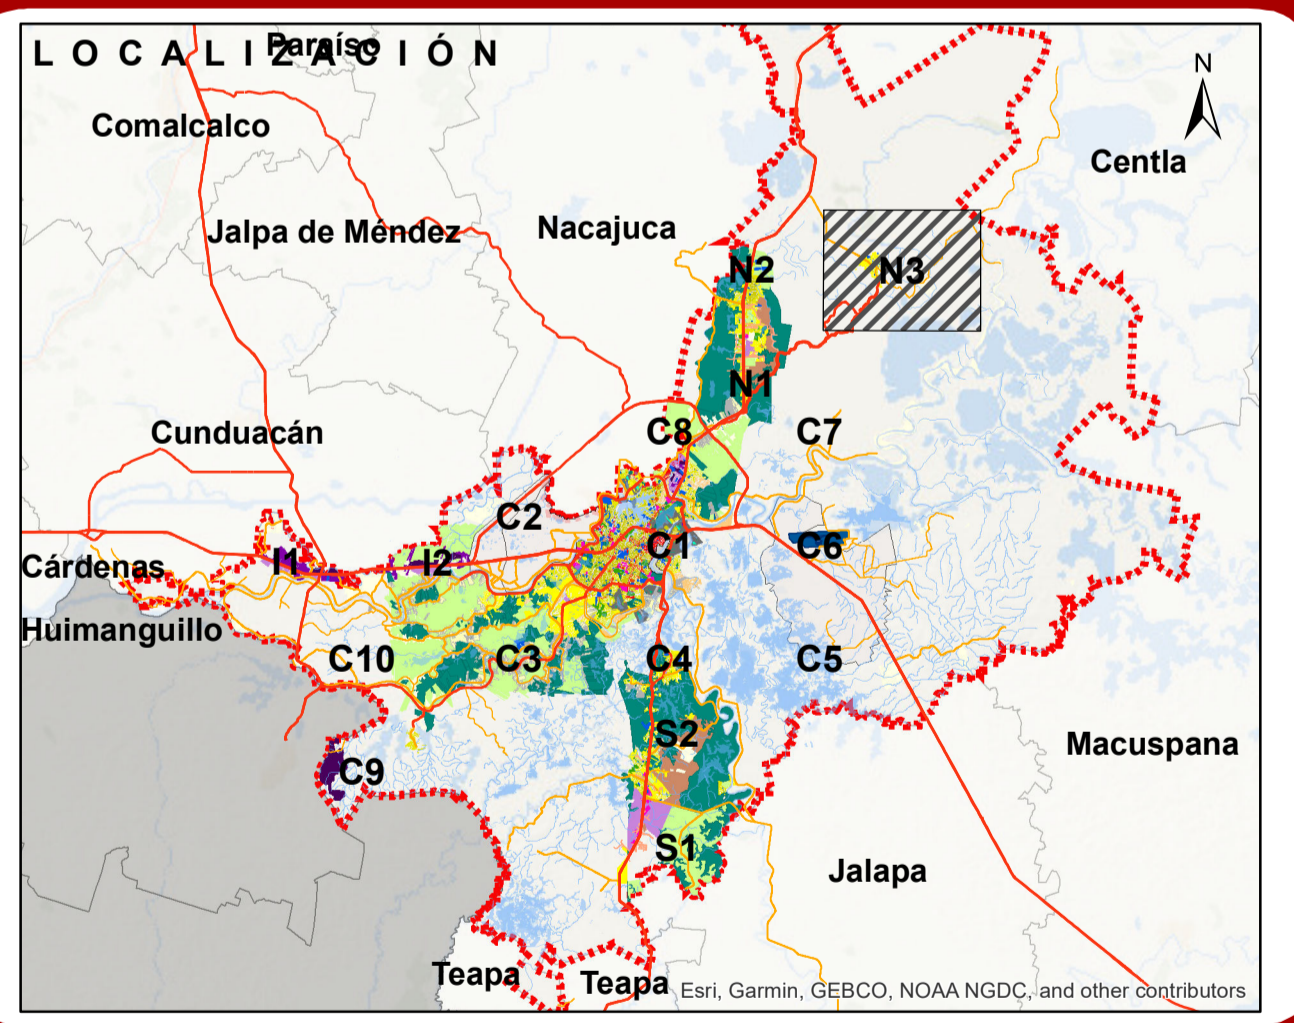 LOCALIZACIÓN
Paraíso
N
Comalcalco
Centla
Jalpa de Méndez
Nacajuca
N2
N3
N1
Cunduacán
C8
C7
C2
C1
C6
Cárdenas
I1
I2
Huimanguillo
C10
C3
C4
C5
S2
Macuspana
C9
S1
Jalapa
Teapa
Teapa
Esri, Garmin, GEBCO, NOAA NGDC, and other contributors